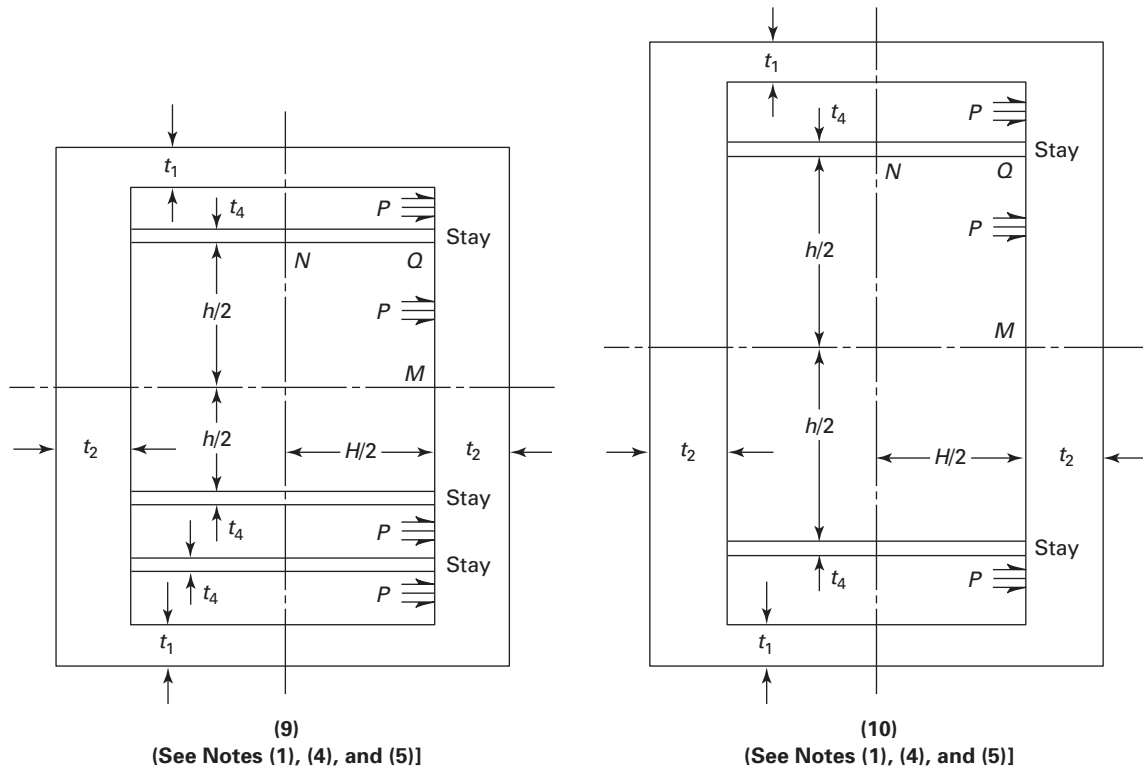 t1
t4
P
Stay
N
Q
h/2
P
M
h/2
t2
H/2
t2
Stay
t4
P
Stay
t4
P
t1
(9)
(See Notes (1), (4), and (5)]
t1
t4
P
Stay
N
Q
P
h/2
M
h/2
t2
H/2
t2
Stay
t4
P
t1
(10)
(See Notes (1), (4), and (5)]